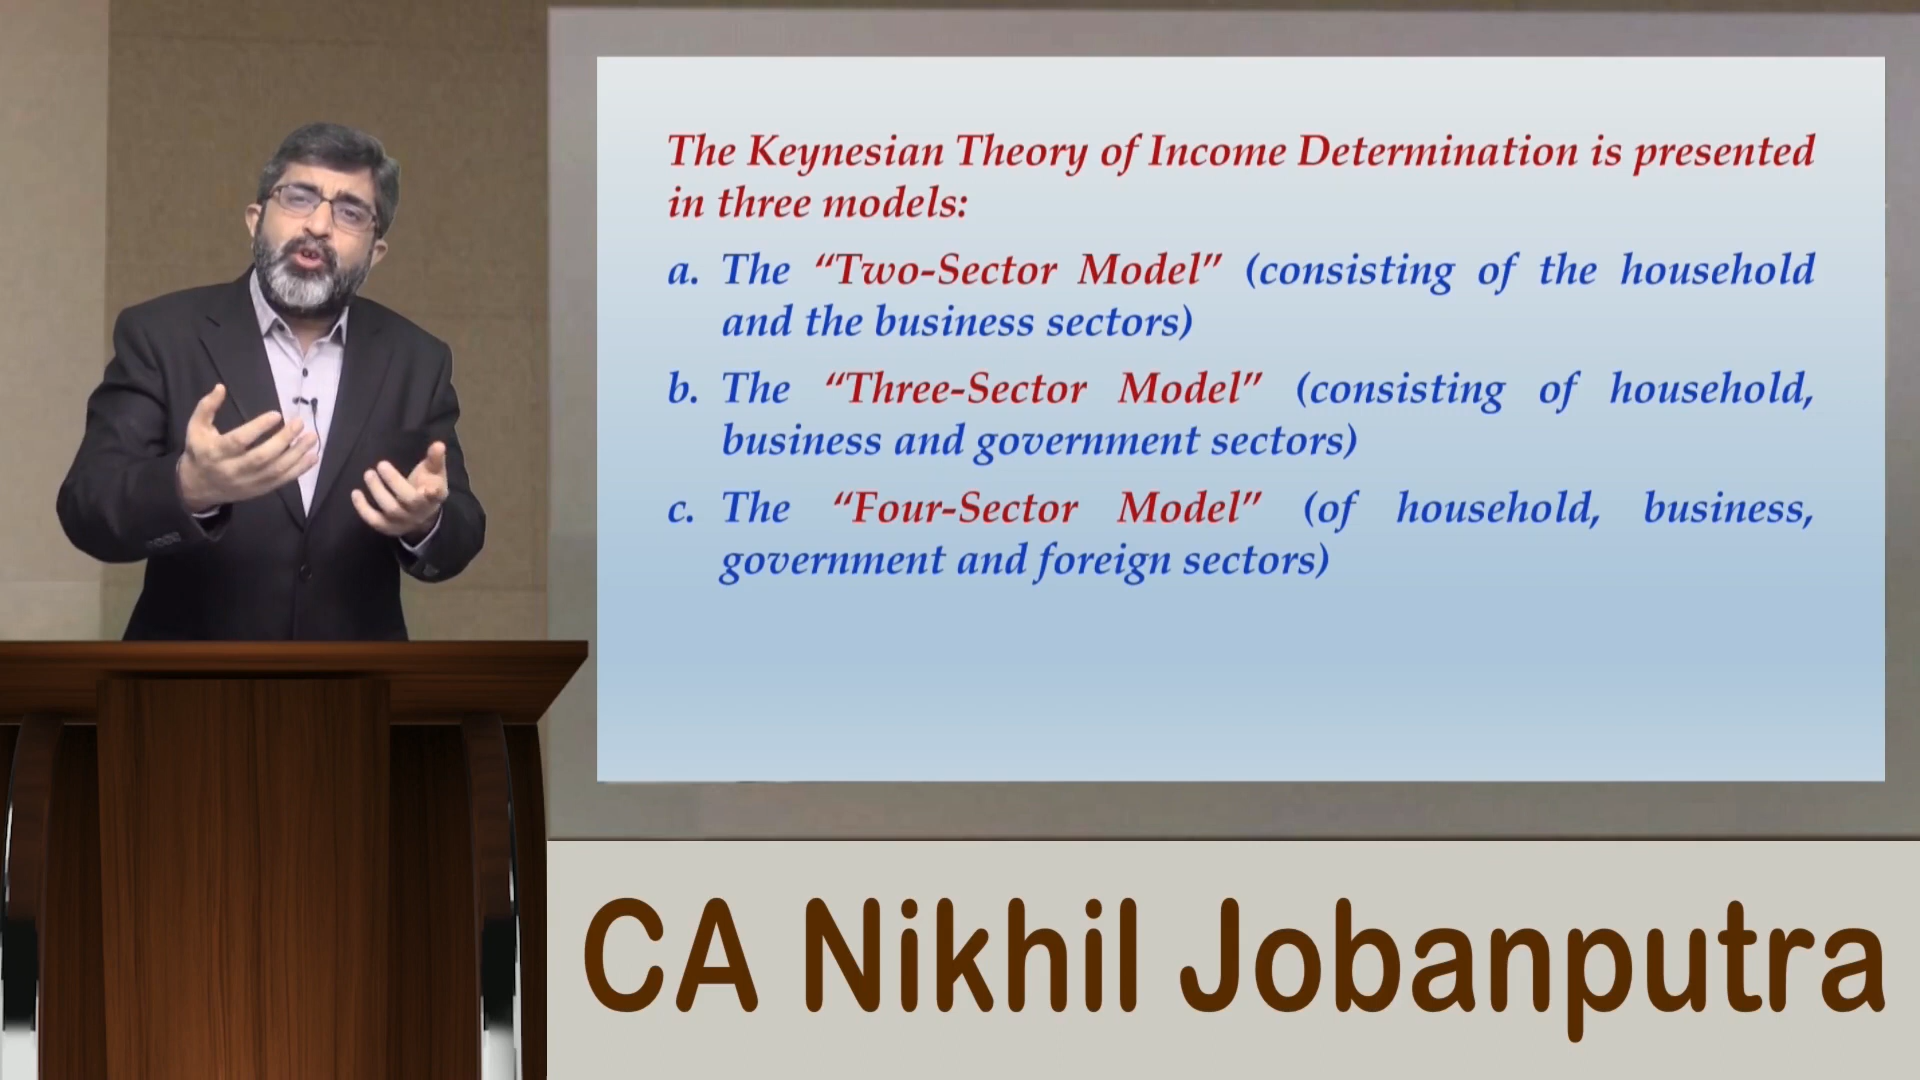 The Keynesian Theory of Income Determination is presented
in three models:
a. The “Two-Sector Model” (consisting of the household
and the business sectors)
b. The “Three-Sector Model” (consisting of household,
business and government sectors)
c. The “Four-Sector Model” (of household, business,
government and foreign sectors)
CA Nikhil Jobanputra